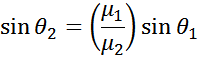 sin θ₂ = (μ₁/μ₂) sin θ₁